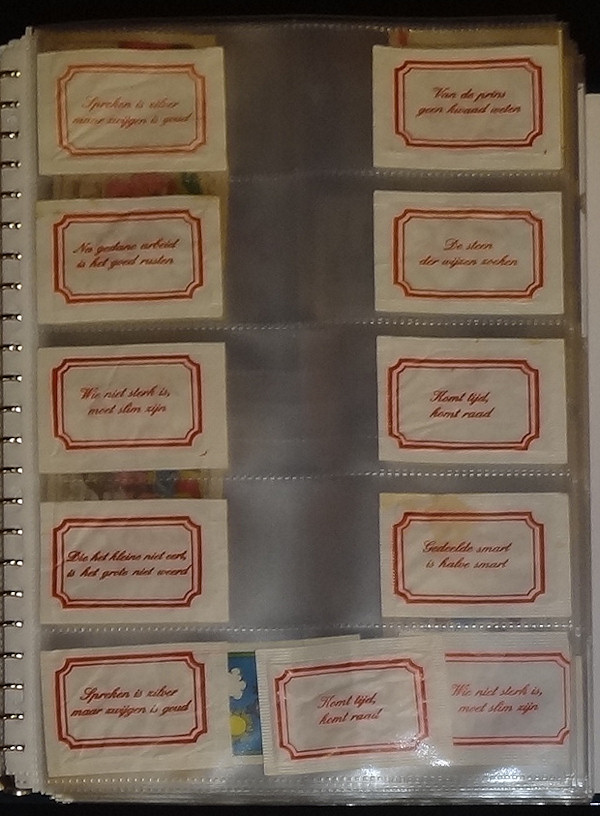 Spreken is zilver
maar zwijgen is goud
Van de prins
geen kwaad weten
Na gedane arbeid
is het goed rusten
De steen
der wijzen zoeken
Wie niet sterk is,
moet slim zijn
Komt tijd,
komt raad
Die het kleine niet eert,
is het grote niet weerd
Gedeelde smart
is halve smart
Spreken is zilver
maar zwijgen is goud
Komt tijd,
komt raad
Wie niet sterk is,
moet slim zijn